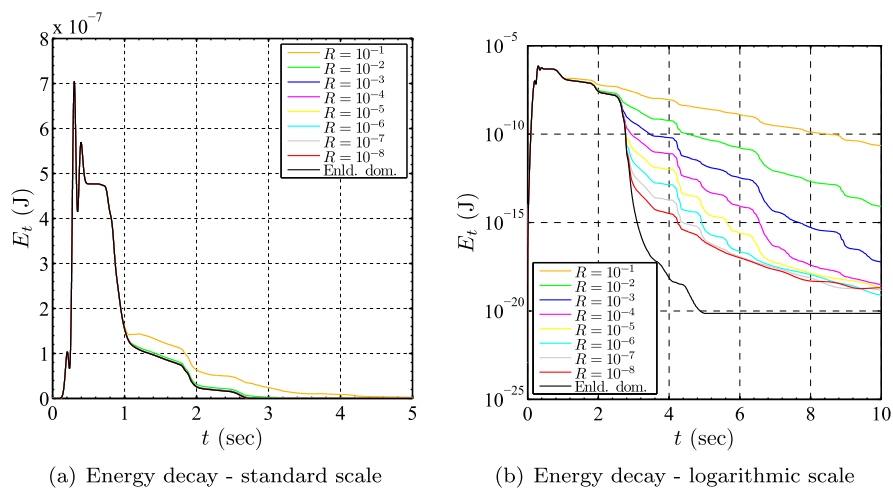 x 10⁻⁷
8
7
6
5
4
3
2
1
0
E_t (J)
0 1 2 3 4 5
t (sec)
R = 10⁻¹
R = 10⁻²
R = 10⁻³
R = 10⁻⁴
R = 10⁻⁵
R = 10⁻⁶
R = 10⁻⁷
R = 10⁻⁸
Enld. dom.
(a) Energy decay - standard scale
10⁻⁵
10⁻¹⁰
10⁻¹⁵
10⁻²⁰
10⁻²⁵
E_t (J)
R = 10⁻¹
R = 10⁻²
R = 10⁻³
R = 10⁻⁴
R = 10⁻⁵
R = 10⁻⁶
R = 10⁻⁷
R = 10⁻⁸
Enld. dom.
0 2 4 6 8 10
t (sec)
(b) Energy decay - logarithmic scale